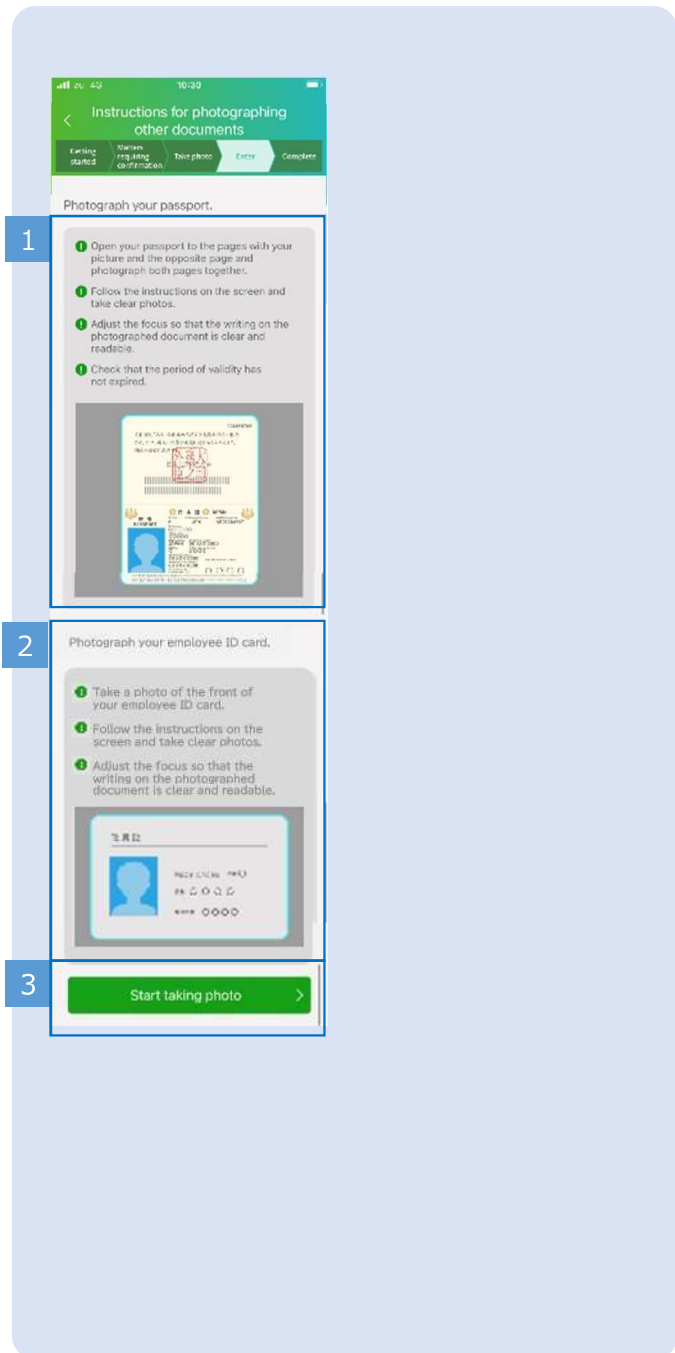 4G 10:30
Instructions for photographing
other documents
Getting started
Matters requiring confirmation
Take photo
Enter
Complete
Photograph your passport.
1
Open your passport to the pages with your
picture and the opposite page and
photograph both pages together.
Follow the instructions on the screen and
take clear photos.
Adjust the focus so that the writing on the
photographed document is clear and
readable.
Check that the period of validity has
not expired.
PASSPORT
JAPAN
2
Photograph your employee ID card.
Take a photo of the front of
your employee ID card.
Follow the instructions on the
screen and take clear photos.
Adjust the focus so that the
writing on the photographed
document is clear and readable.
3
Start taking photo